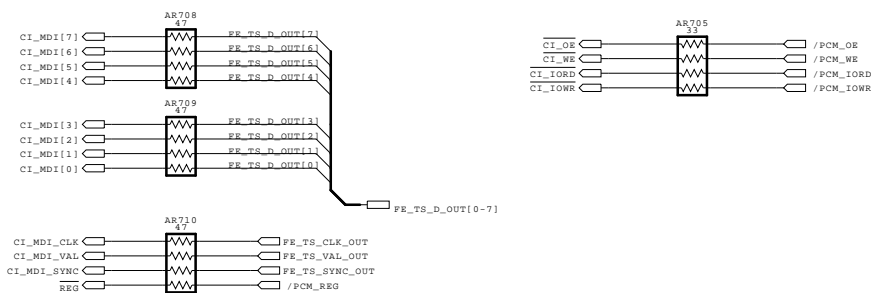 AR708
47
CI_MDI[7] FE_TS_D_OUT[7]
CI_MDI[6] FE_TS_D_OUT[6]
CI_MDI[5] FE_TS_D_OUT[5]
CI_MDI[4] FE_TS_D_OUT[4]
AR709
47
CI_MDI[3] FE_TS_D_OUT[3]
CI_MDI[2] FE_TS_D_OUT[2]
CI_MDI[1] FE_TS_D_OUT[1]
CI_MDI[0] FE_TS_D_OUT[0]
FE_TS_D_OUT[0-7]
AR710
47
CI_MDI_CLK FE_TS_CLK_OUT
CI_MDI_VAL FE_TS_VAL_OUT
CI_MDI_SYNC FE_TS_SYNC_OUT
REG /PCM_REG
AR705
33
CI_OE /PCM_OE
CI_WE /PCM_WE
CI_IORD /PCM_IORD
CI_IOWR /PCM_IOWR